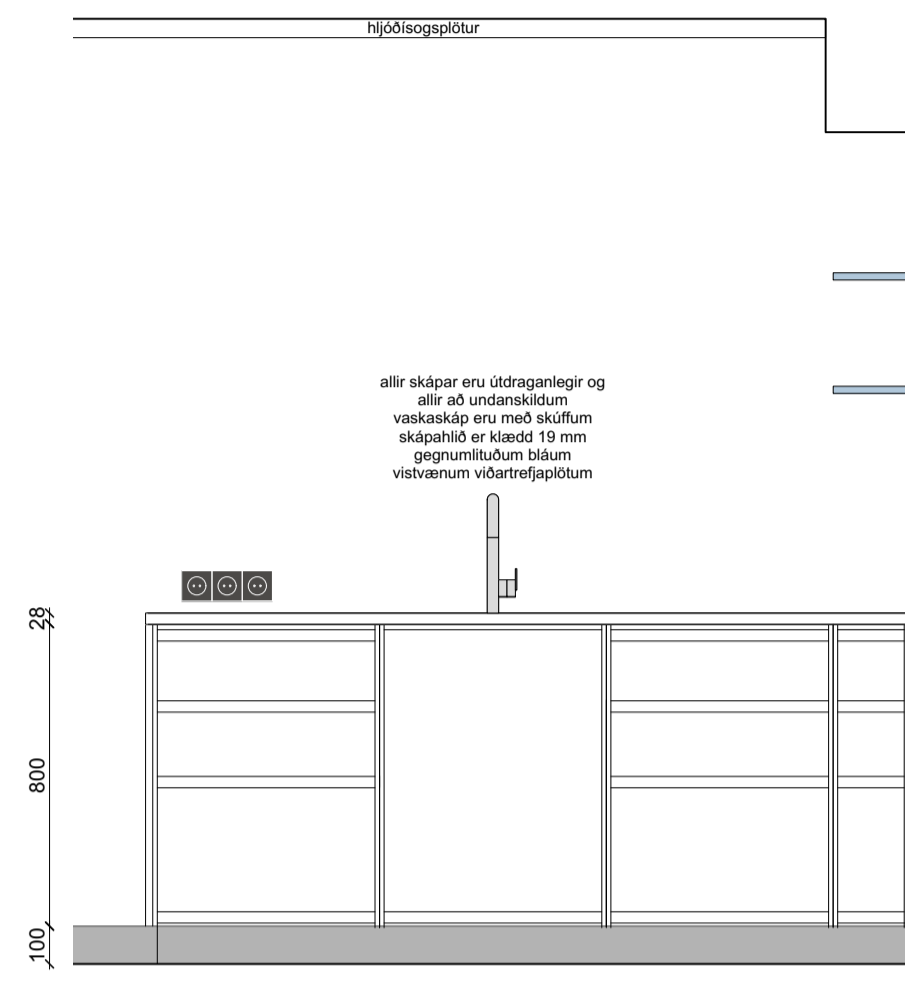 hljóðísogsplötur
allir skápar eru útdraganlegir og
allir að undanskildum
vaskaskáp eru með skúffum
skápahlið er klædd 19 mm
gegnumlituðum bláum
vistvænum viðartrefjaplötum
28
800
100